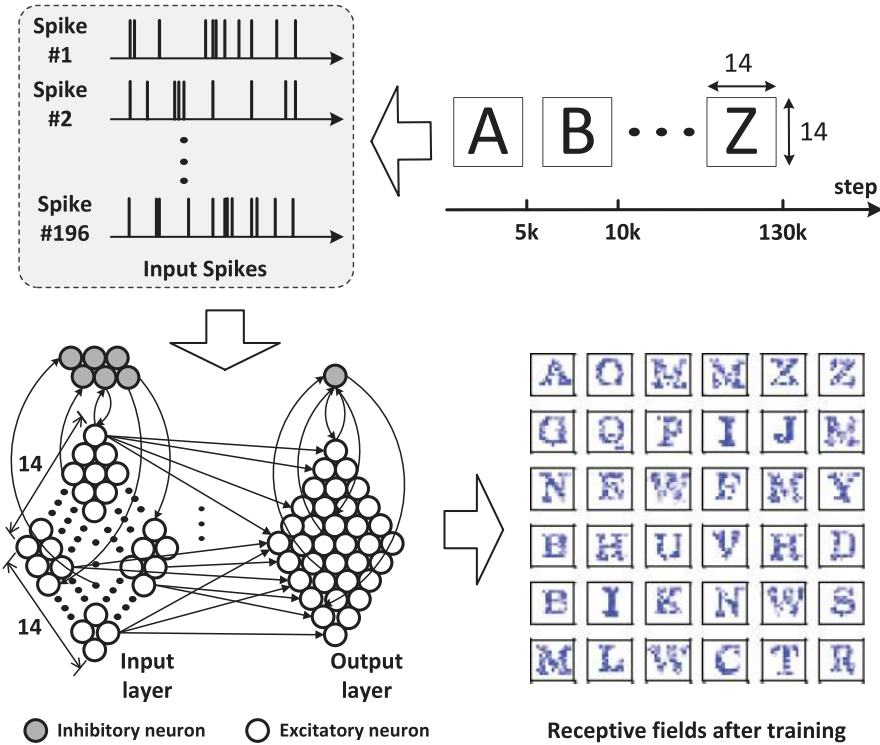 Spike
#1
Spike
#2
Spike
#196
Input Spikes
14
A B Z
14
step
5k 10k 130k
14
14
Input
layer
Output
layer
Inhibitory neuron
Excitatory neuron
A O M M X Z
G Q P I J M
N E W F M Y
B H U V H D
B I K N W S
M L W C T R
Receptive fields after training